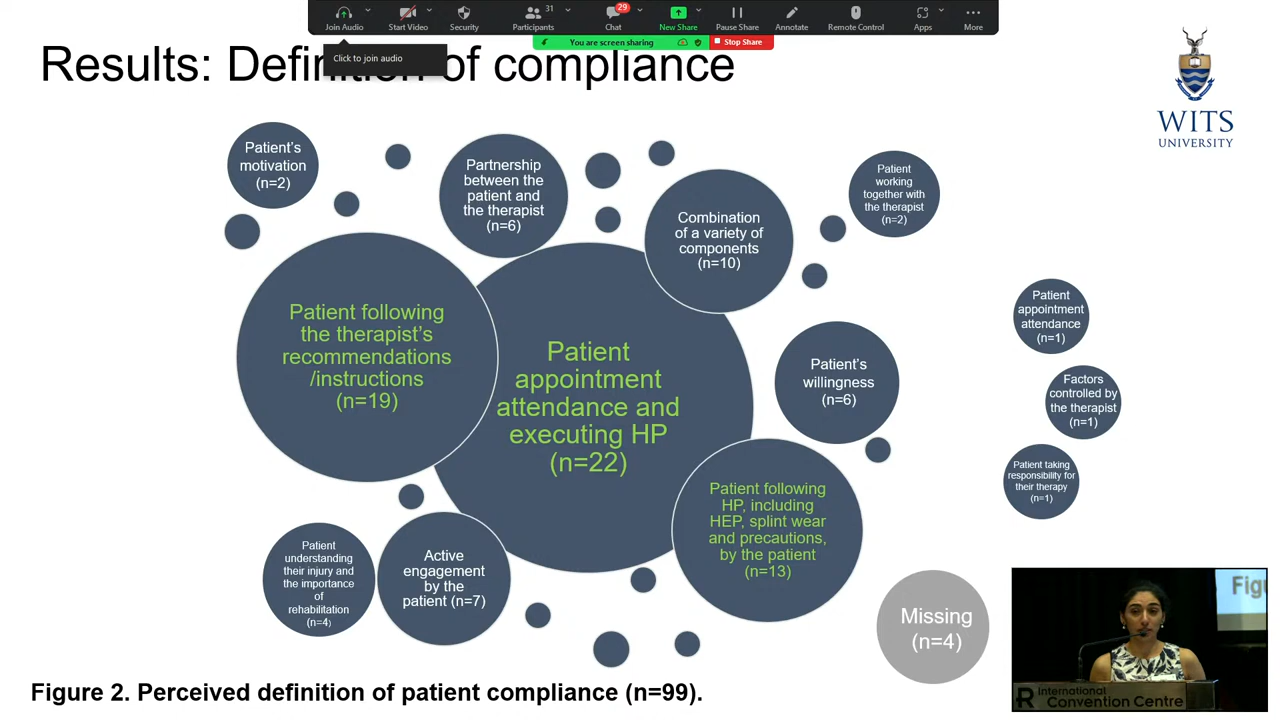 Join Audio
Start Video
Security
Participants
31
Chat
29
New Share
Pause Share
Annotate
Remote Control
Apps
More
You are screen sharing
Stop Share
Click to join audio
Results: Definition of compliance
WITS
UNIVERSITY
Patient's
motivation
(n=2)
Partnership
between the
patient and
the therapist
(n=6)
Combination
of a variety of
components
(n=10)
Patient
working
together with
the therapist
(n=2)
Patient following
the therapist's
recommendations
/instructions
(n=19)
Patient
appointment
attendance and
executing HP
(n=22)
Patient's
willingness
(n=6)
Patient
appointment
attendance
(n=1)
Factors
controlled by
the therapist
(n=1)
Patient taking
responsibility for
their therapy
(n=1)
Patient following
HP, including
HEP, splint wear
and precautions,
by the patient
(n=13)
Patient
understanding
their injury and
the importance
of
rehabilitation
(n=4)
Active
engagement
by the
patient (n=7)
Missing
(n=4)
Figu
International
Convention Centre
Figure 2. Perceived definition of patient compliance (n=99).